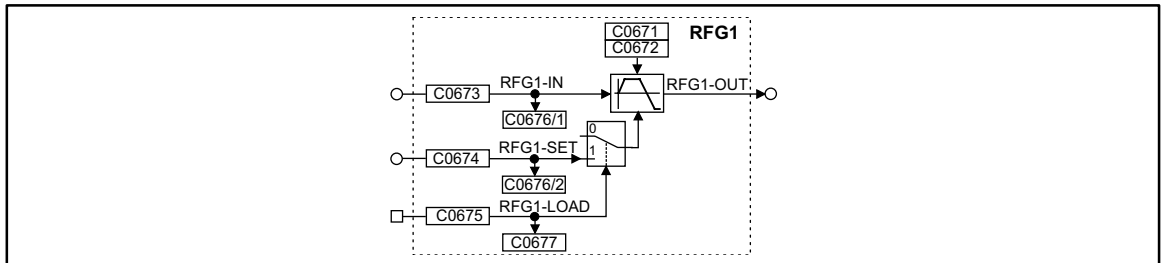 C0671 RFG1
C0672
RFG1-IN RFG1-OUT
C0673
C0676/1
0
RFG1-SET 1
C0674
C0676/2
RFG1-LOAD
C0675
C0677